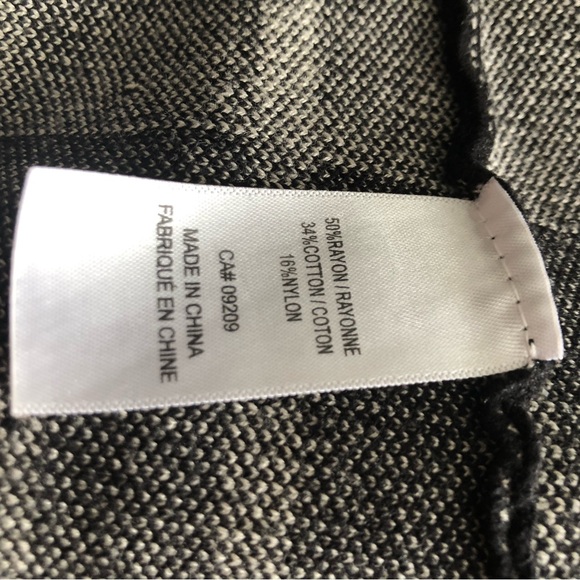 50%RAYON/RAYONNE
34%COTTON/COTON
16%NYLON
CA# 09209
MADE IN CHINA
FABRIQUÉ EN CHINE